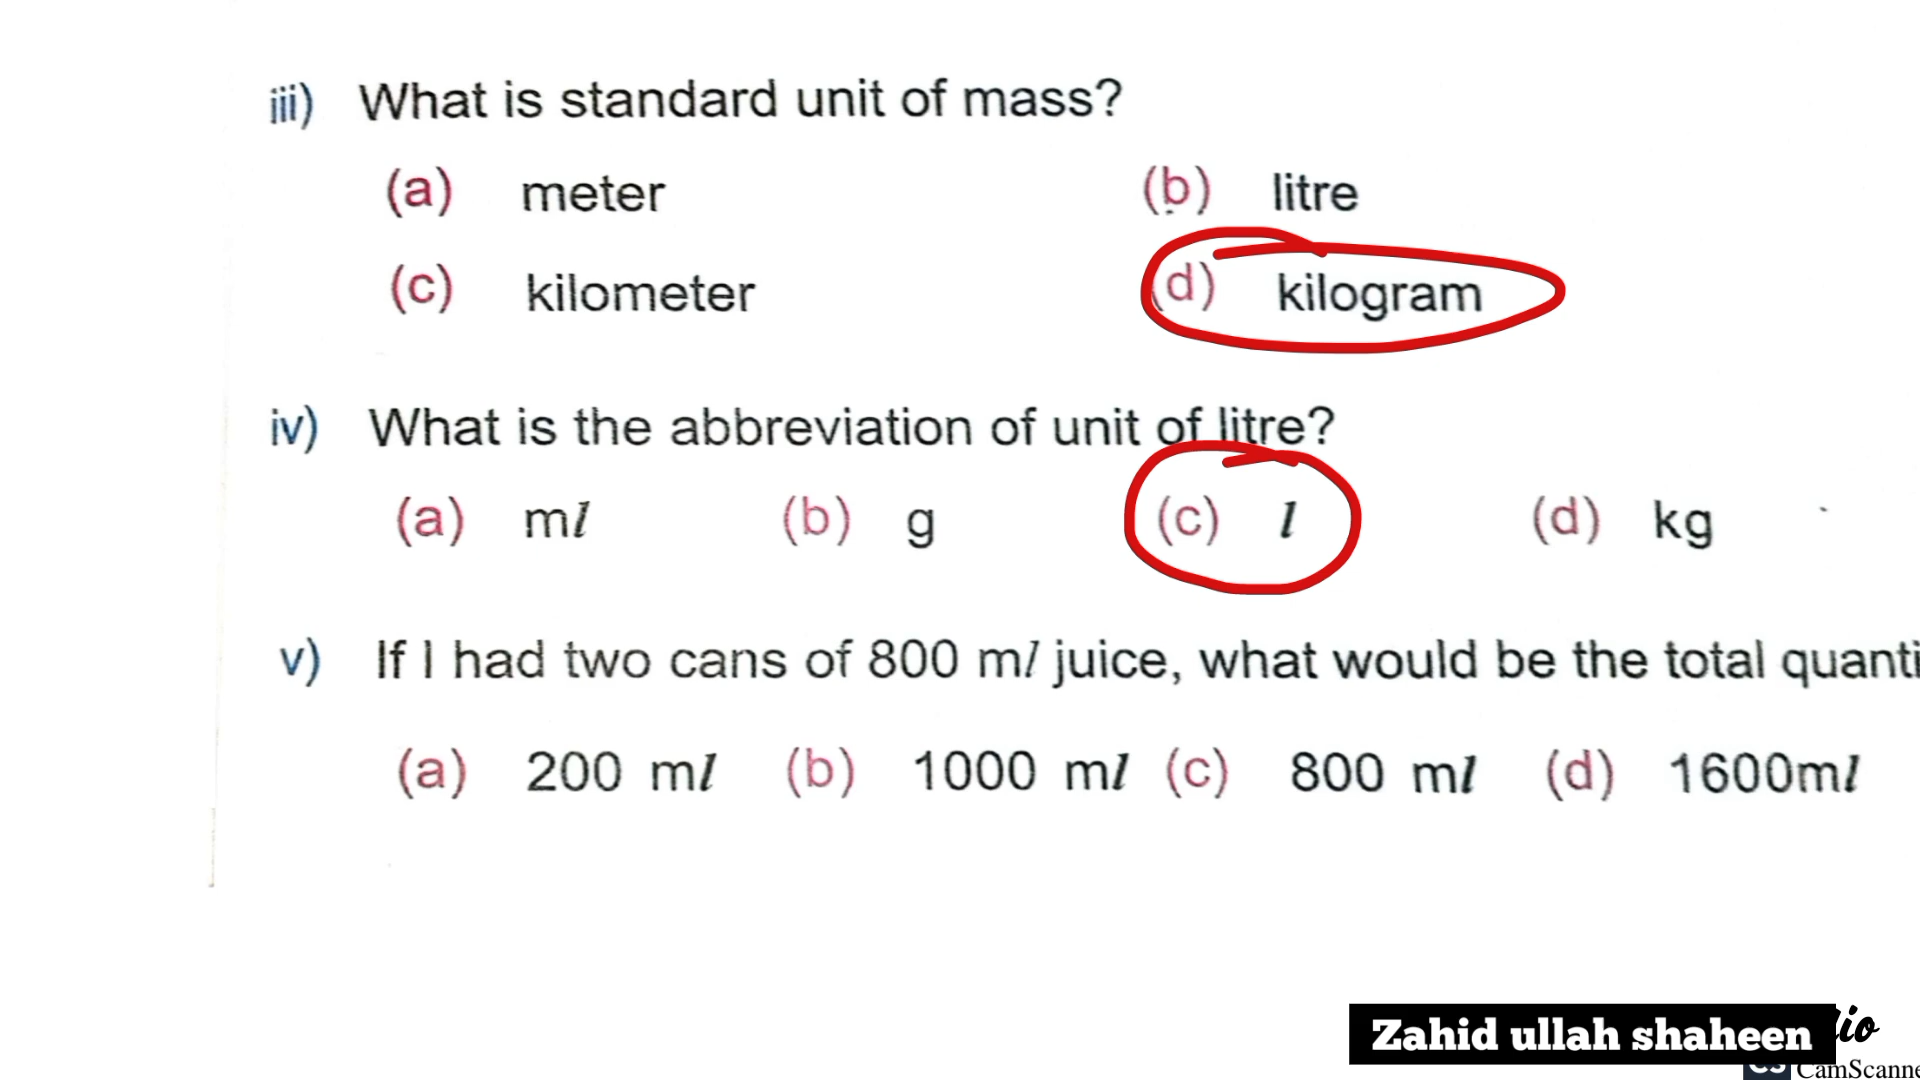 iii) What is standard unit of mass?
(a) meter (b) litre
(c) kilometer (d) kilogram
iv) What is the abbreviation of unit of litre?
(a) ml (b) g (c) l (d) kg
v) If I had two cans of 800 ml juice, what would be the total quanti
(a) 200 ml (b) 1000 ml (c) 800 ml (d) 1600ml
Zahid ullah shaheen
CS CamScanne